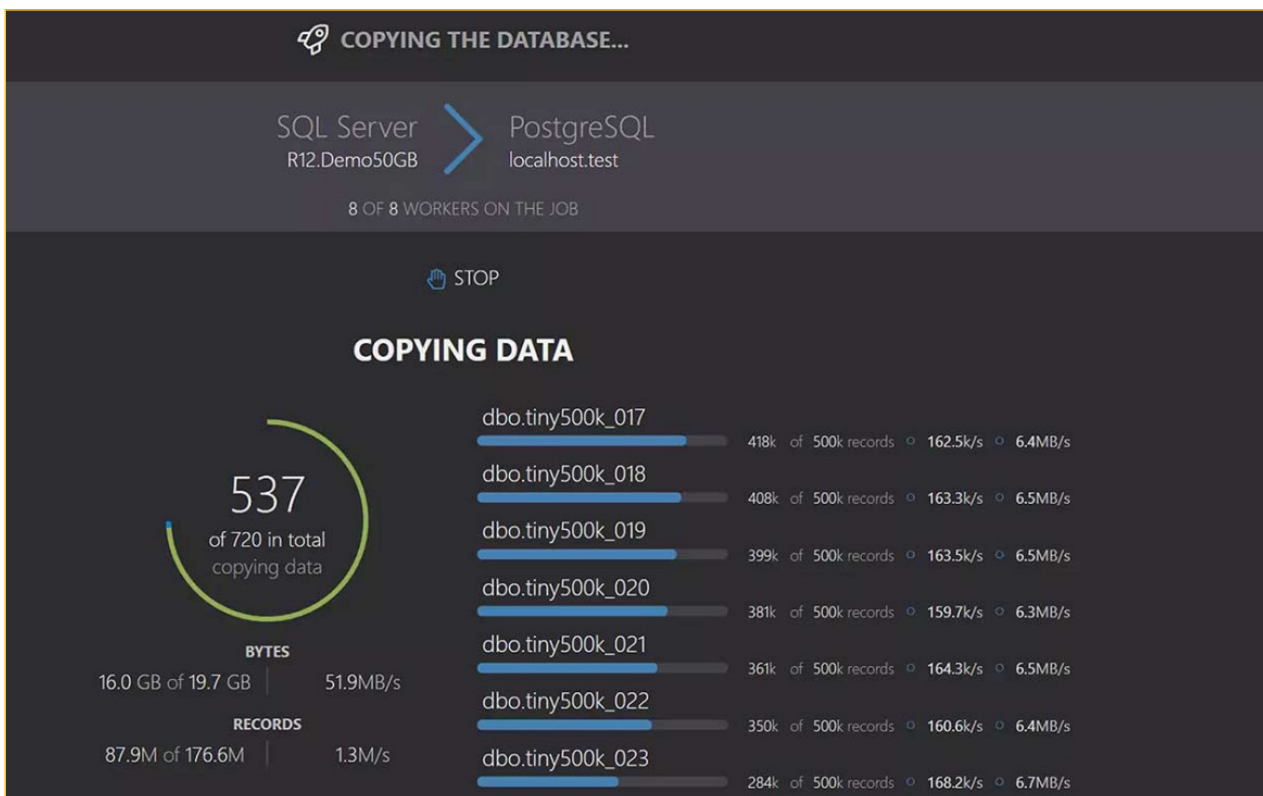 COPYING THE DATABASE...
SQL Server
R12.Demo50GB
PostgreSQL
localhost.test
8 OF 8 WORKERS ON THE JOB
STOP
COPYING DATA
537
of 720 in total
copying data
BYTES
16.0 GB of 19.7 GB 51.9MB/s
RECORDS
87.9M of 176.6M 1.3M/s
dbo.tiny500k_017
418k of 500k records 162.5k/s 6.4MB/s
dbo.tiny500k_018
408k of 500k records 163.3k/s 6.5MB/s
dbo.tiny500k_019
399k of 500k records 163.5k/s 6.5MB/s
dbo.tiny500k_020
381k of 500k records 159.7k/s 6.3MB/s
dbo.tiny500k_021
361k of 500k records 164.3k/s 6.5MB/s
dbo.tiny500k_022
350k of 500k records 160.6k/s 6.4MB/s
dbo.tiny500k_023
284k of 500k records 168.2k/s 6.7MB/s